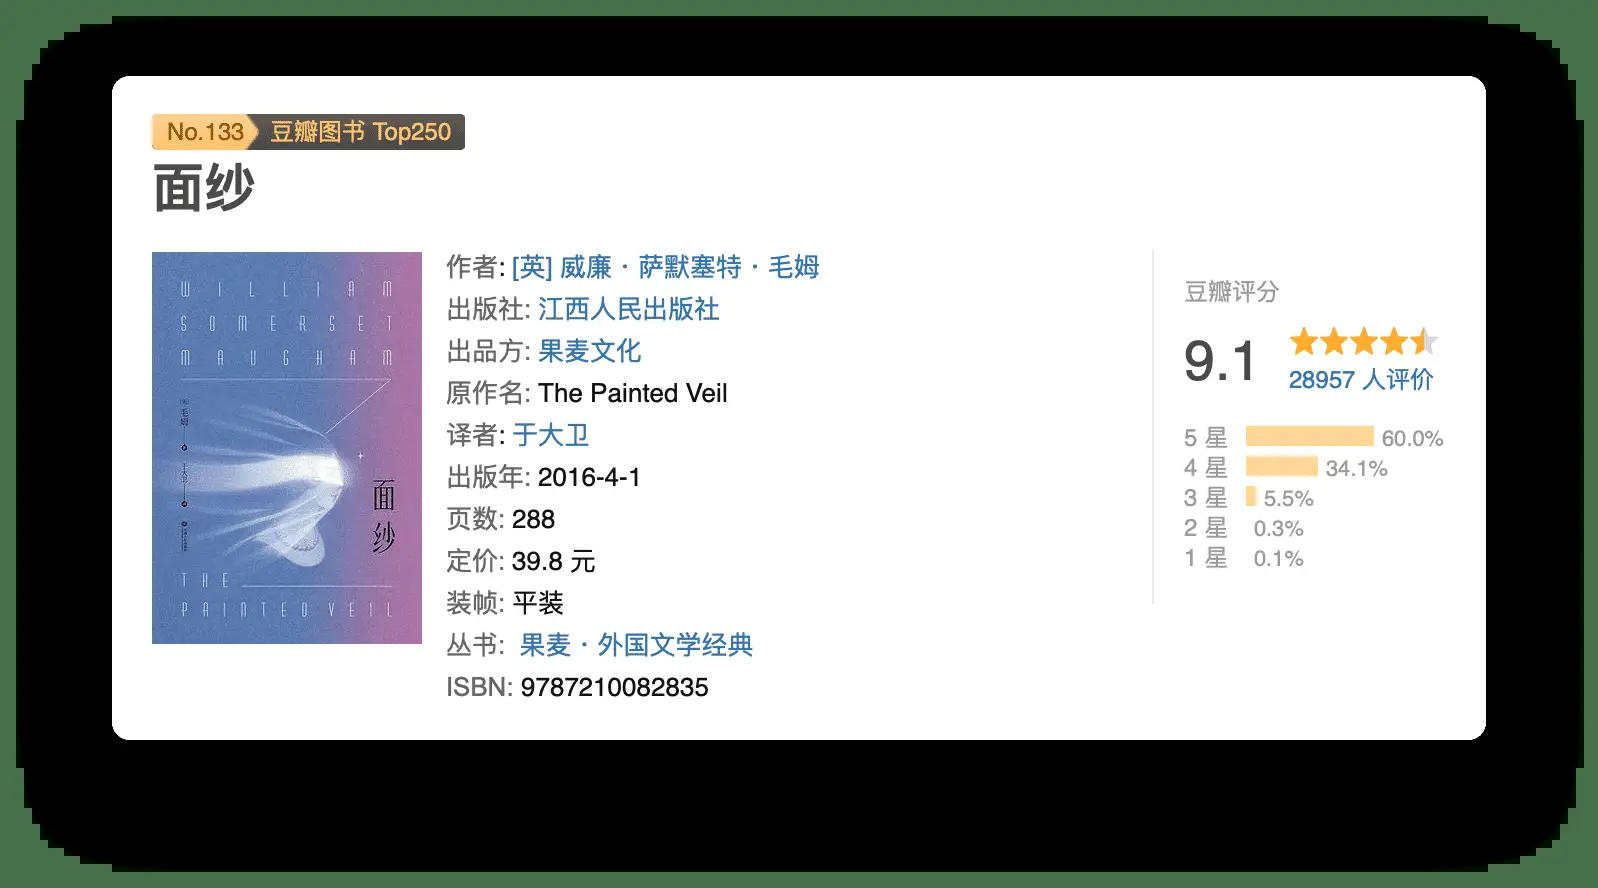 No.133 豆瓣图书 Top250
面纱
WILLIAM
SOMERSET
MAUGHAM
毛姆
于大卫
面纱
THE
PAINTED VEIL
作者: [英] 威廉 · 萨默塞特 · 毛姆
出版社: 江西人民出版社
出品方: 果麦文化
原作名: The Painted Veil
译者: 于大卫
出版年: 2016-4-1
页数: 288
定价: 39.8 元
装帧: 平装
丛书: 果麦 · 外国文学经典
ISBN: 9787210082835
豆瓣评分
9.1
28957 人评价
5 星 60.0%
4 星 34.1%
3 星 5.5%
2 星 0.3%
1 星 0.1%